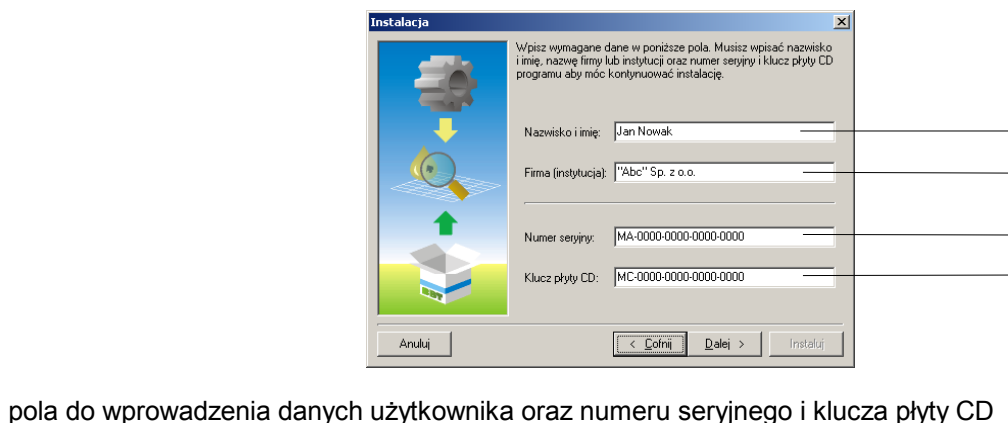 Instalacja
Wpisz wymagane dane w poniższe pola. Musisz wpisać nazwisko
i imię, nazwę firmy lub instytucji oraz numer seryjny i klucz płyty CD
programu aby móc kontynuować instalację.
Nazwisko i imię: Jan Nowak
Firma (instytucja): "Abc" Sp. z o.o.
Numer seryjny: MA-0000-0000-0000-0000
Klucz płyty CD: MC-0000-0000-0000-0000
Anuluj < Cofnij Dalej > Instaluj
pola do wprowadzenia danych użytkownika oraz numeru seryjnego i klucza płyty CD